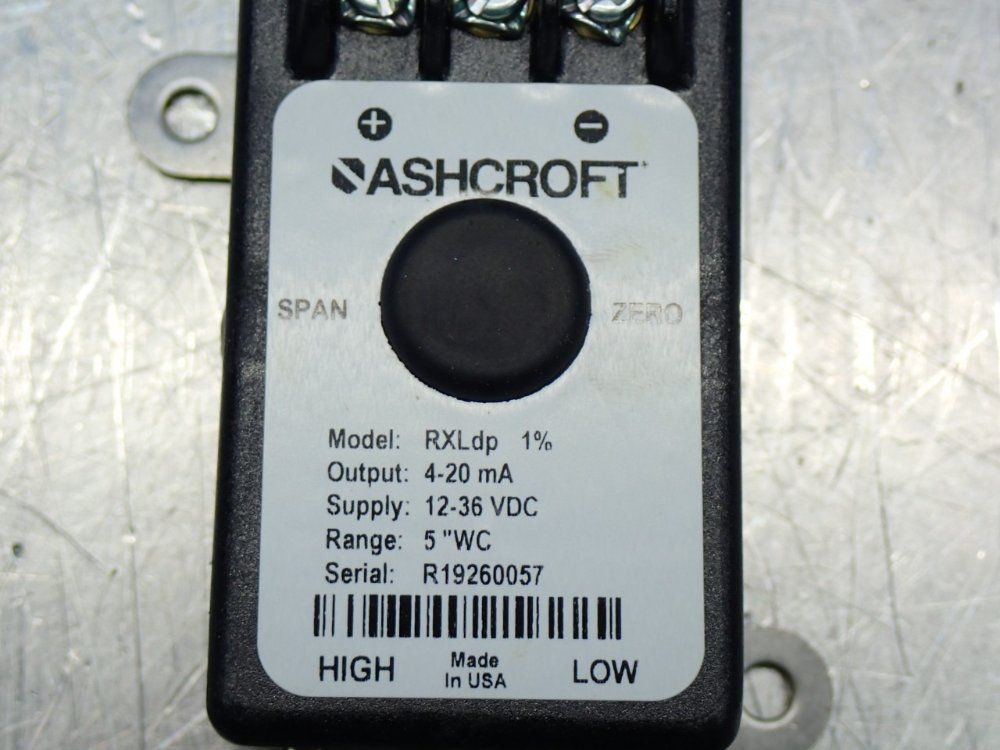 + -
ASHCROFT
SPAN ZERO
Model: RXLdp 1%
Output: 4-20 mA
Supply: 12-36 VDC
Range: 5 "WC
Serial: R19260057
HIGH Made In USA LOW